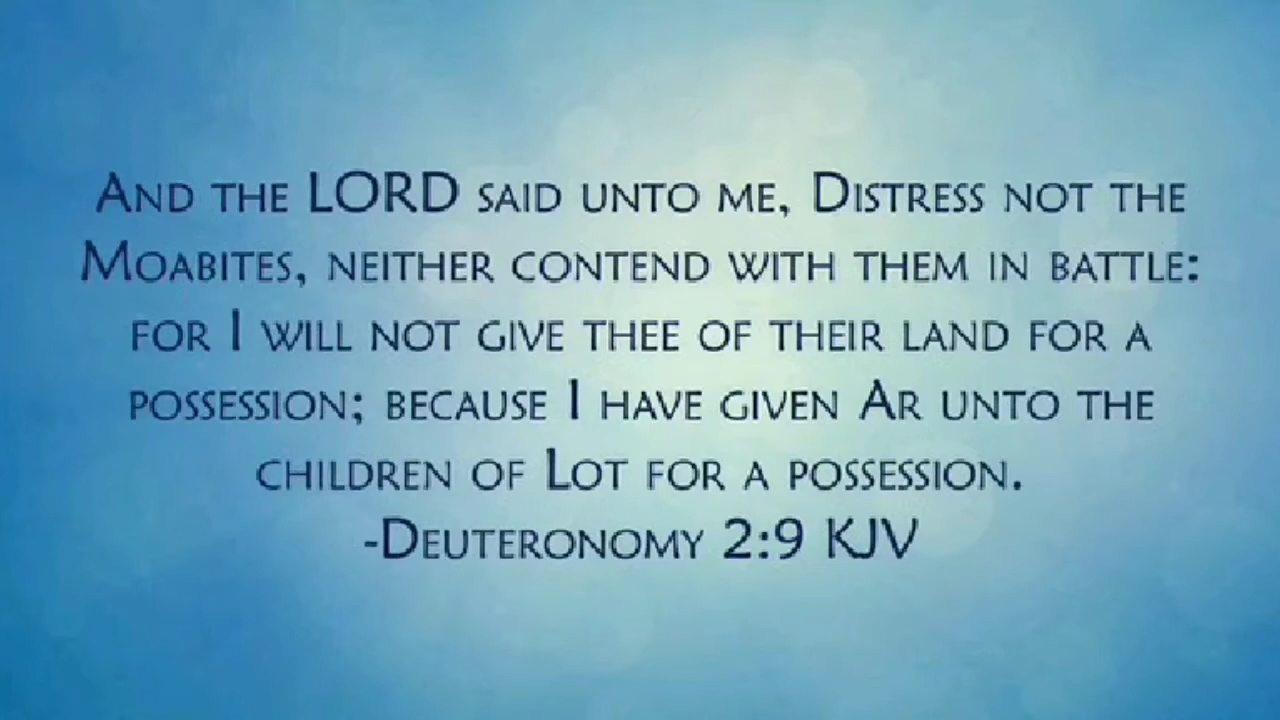 And the LORD said unto me, Distress not the
Moabites, neither contend with them in battle:
for I will not give thee of their land for a
possession; because I have given Ar unto the
children of Lot for a possession.
-Deuteronomy 2:9 KJV